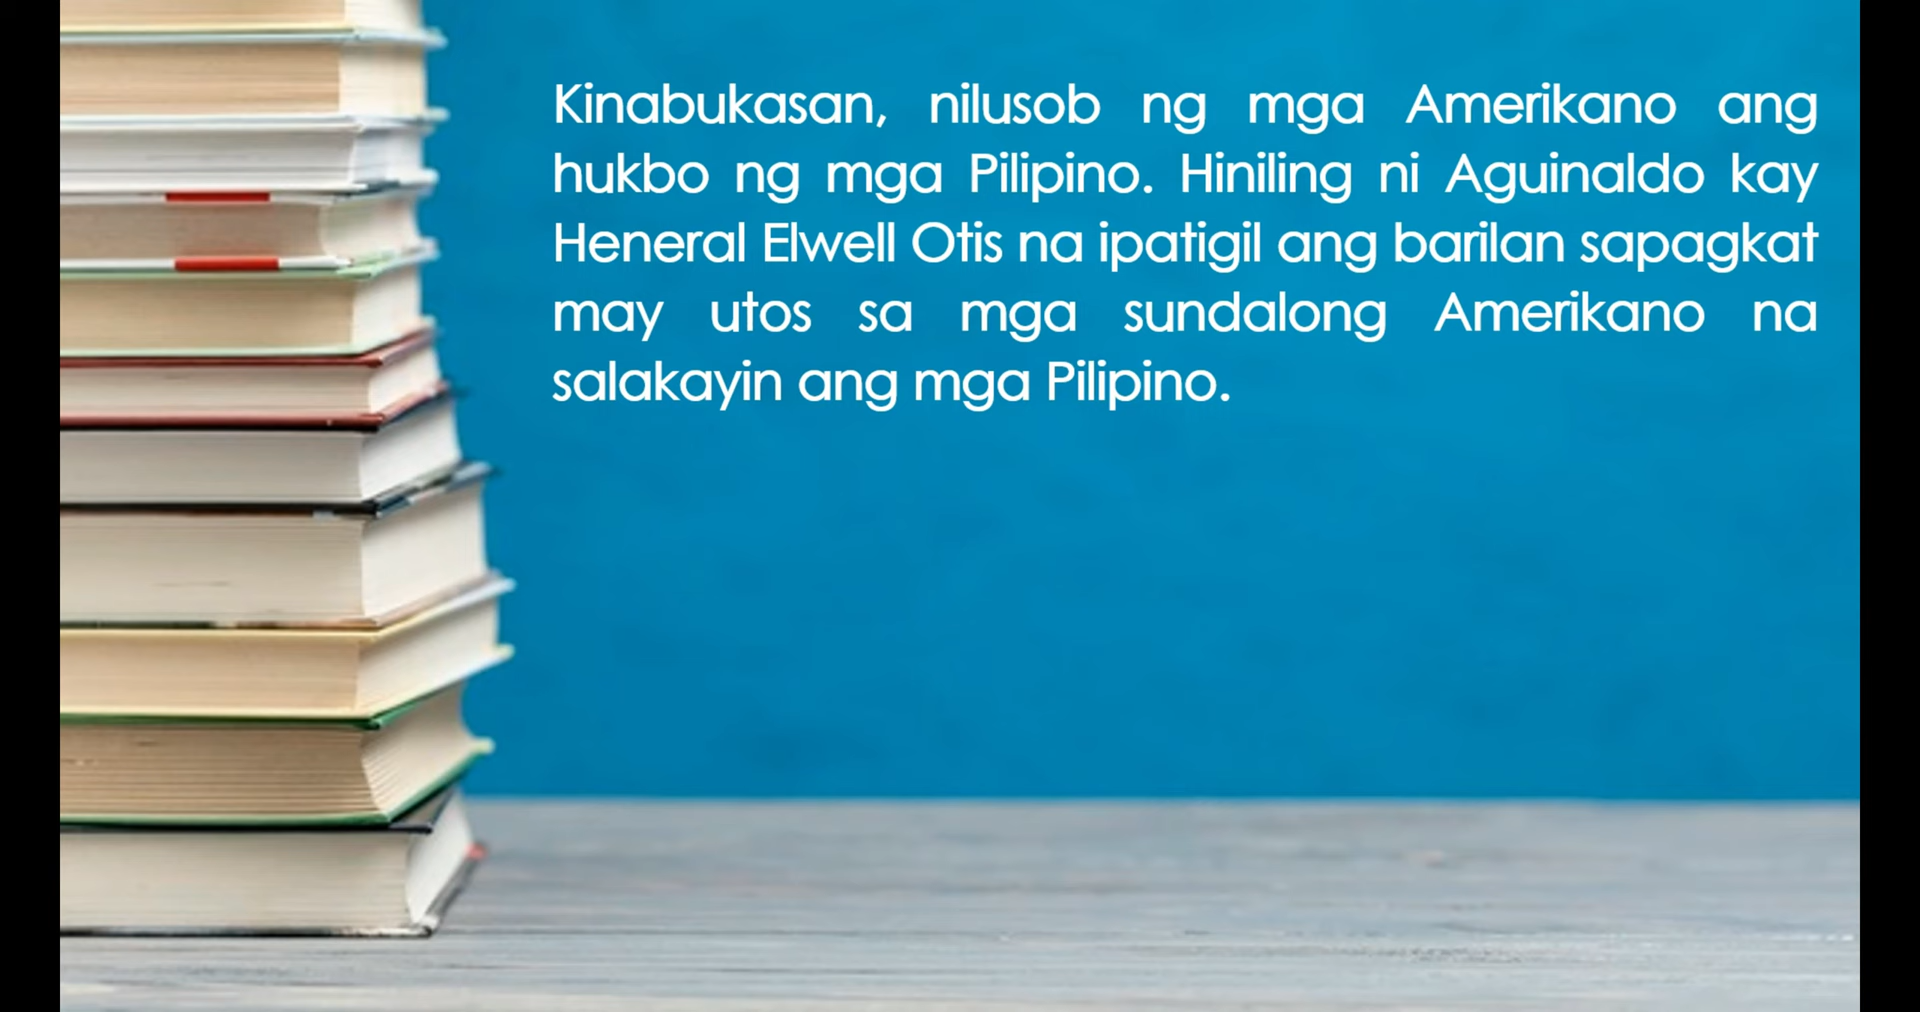 Kinabukasan, nilusob ng mga Amerikano ang
hukbo ng mga Pilipino. Hiniling ni Aguinaldo kay
Heneral Elwell Otis na ipatigil ang barilan sapagkat
may utos sa mga sundalong Amerikano na
salakayin ang mga Pilipino.